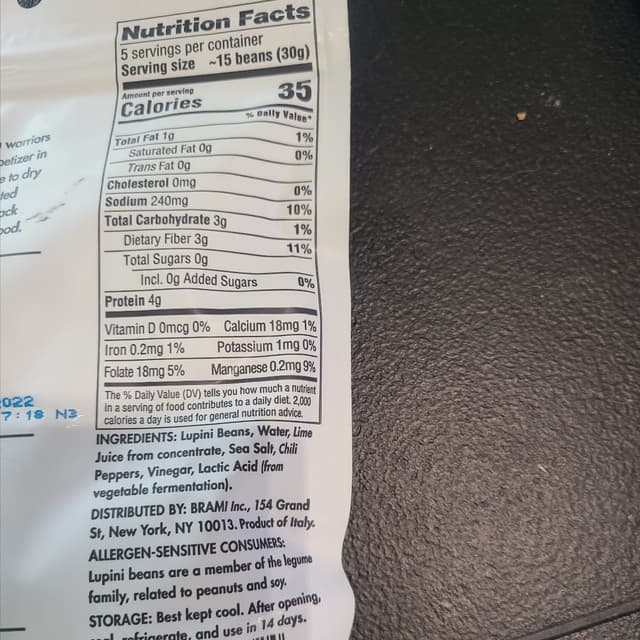 Nutrition Facts
5 servings per container
Serving size ~15 beans (30g)
Amount per serving
Calories 35
% Daily Value*
Total Fat 1g 1%
Saturated Fat 0g 0%
Trans Fat 0g
Cholesterol 0mg 0%
Sodium 240mg 10%
Total Carbohydrate 3g 1%
Dietary Fiber 3g 11%
Total Sugars 0g
Incl. 0g Added Sugars 0%
Protein 4g
Vitamin D 0mcg 0% Calcium 18mg 1%
Iron 0.2mg 1% Potassium 1mg 0%
Folate 18mg 5% Manganese 0.2mg 9%
The % Daily Value (DV) tells you how much a nutrient
in a serving of food contributes to a daily diet. 2,000
calories a day is used for general nutrition advice.
INGREDIENTS: Lupini Beans, Water, Lime
Juice from concentrate, Sea Salt, Chili
Peppers, Vinegar, Lactic Acid (from
vegetable fermentation).
DISTRIBUTED BY: BRAMI Inc., 154 Grand
St, New York, NY 10013. Product of Italy.
ALLERGEN-SENSITIVE CONSUMERS:
Lupini beans are a member of the legume
family, related to peanuts and soy.
STORAGE: Best kept cool. After opening,
refrigerate, and use in 14 days.
warriors
petizer in
to dry
022
7:18 N3